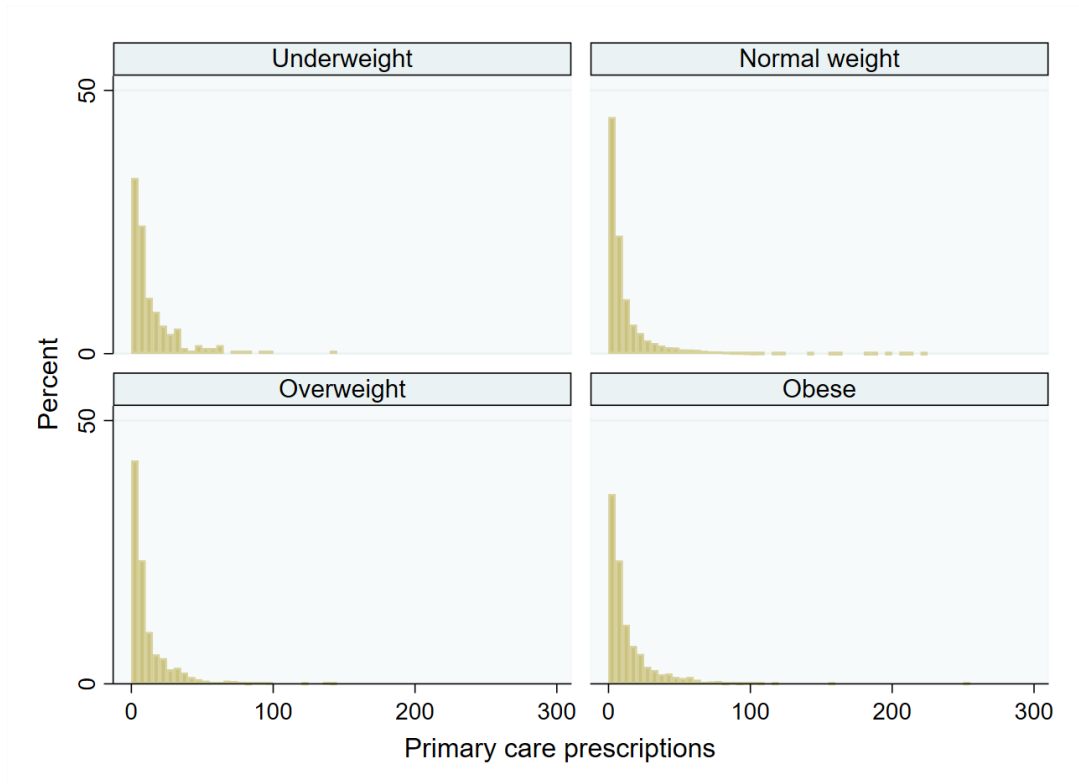 Underweight
Normal weight
50
0
Overweight
Obese
50
0
Percent
0 100 200 300
0 100 200 300
Primary care prescriptions